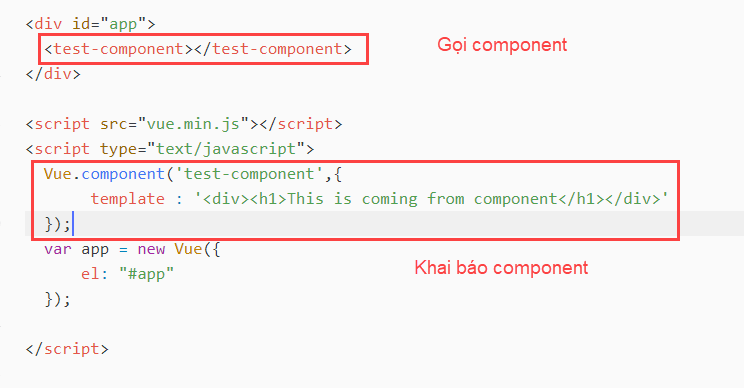 <div id="app">
<test-component></test-component>
Gọi component
</div>
<script src="vue.min.js"></script>
<script type="text/javascript">
Vue.component('test-component',{
template : '<div><h1>This is coming from component</h1></div>'
});
var app = new Vue({
Khai báo component
el: "#app"
});
</script>